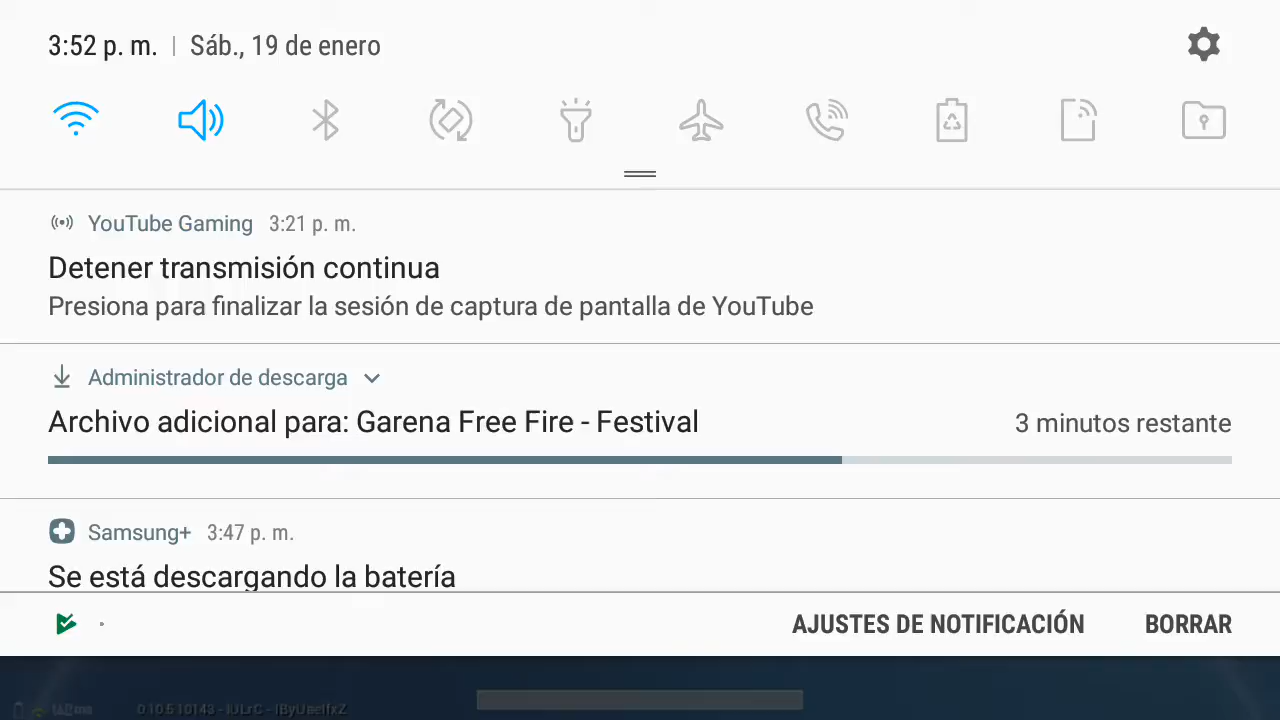 3:52 p. m. | Sáb., 19 de enero
YouTube Gaming 3:21 p. m.
Detener transmisión continua
Presiona para finalizar la sesión de captura de pantalla de YouTube
Administrador de descarga
Archivo adicional para: Garena Free Fire - Festival 3 minutos restante
Samsung+ 3:47 p. m.
Se está descargando la batería
AJUSTES DE NOTIFICACIÓN BORRAR